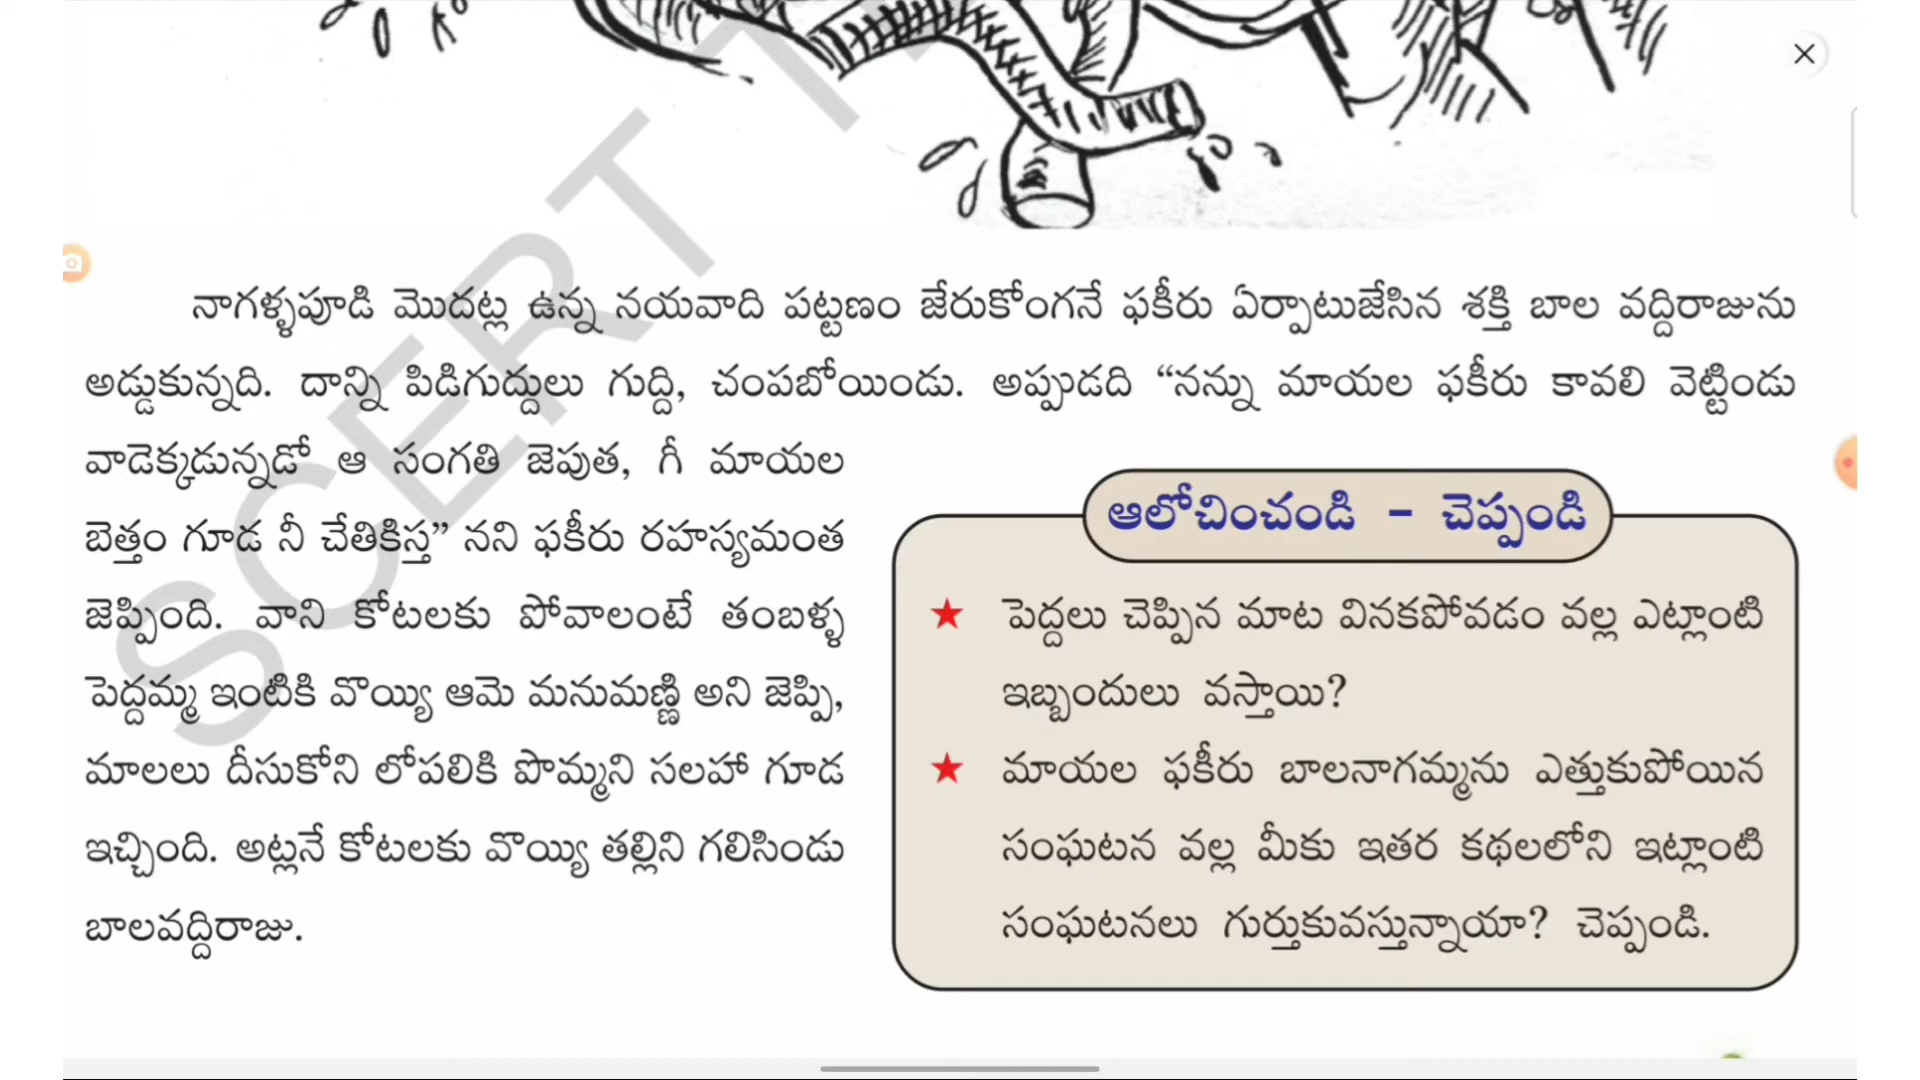 నాగళ్ళపూడి మొదట్ల ఉన్న నయవాది పట్టణం జేరుకోంగనే ఫకీరు ఏర్పాటుజేసిన శక్తి బాల వద్దిరాజును
అడ్డుకున్నది. దాన్ని పిడిగుద్దులు గుద్ది, చంపబోయిండు. అప్పుడది “నన్ను మాయల ఫకీరు కావలి వెట్టిండు
వాడెక్కడున్నడో ఆ సంగతి జెపుత, గీ మాయల
బెత్తం గూడ నీ చేతికిస్త” నని ఫకీరు రహస్యమంత
జెప్పింది. వాని కోటలకు పోవాలంటే తంబళ్ళ
పెద్దమ్మ ఇంటికి వొయ్యి ఆమె మనుమణ్ణి అని జెప్పి,
మాలలు దీసుకోని లోపలికి పొమ్మని సలహా గూడ
ఇచ్చింది. అట్లనే కోటలకు వొయ్యి తల్లిని గలిసిండు
బాలవద్దిరాజు.
ఆలోచించండి - చెప్పండి
★ పెద్దలు చెప్పిన మాట వినకపోవడం వల్ల ఎట్లాంటి
ఇబ్బందులు వస్తాయి?
★ మాయల ఫకీరు బాలనాగమ్మను ఎత్తుకుపోయిన
సంఘటన వల్ల మీకు ఇతర కథలలోని ఇట్లాంటి
సంఘటనలు గుర్తుకువస్తున్నాయా? చెప్పండి.
SCERT